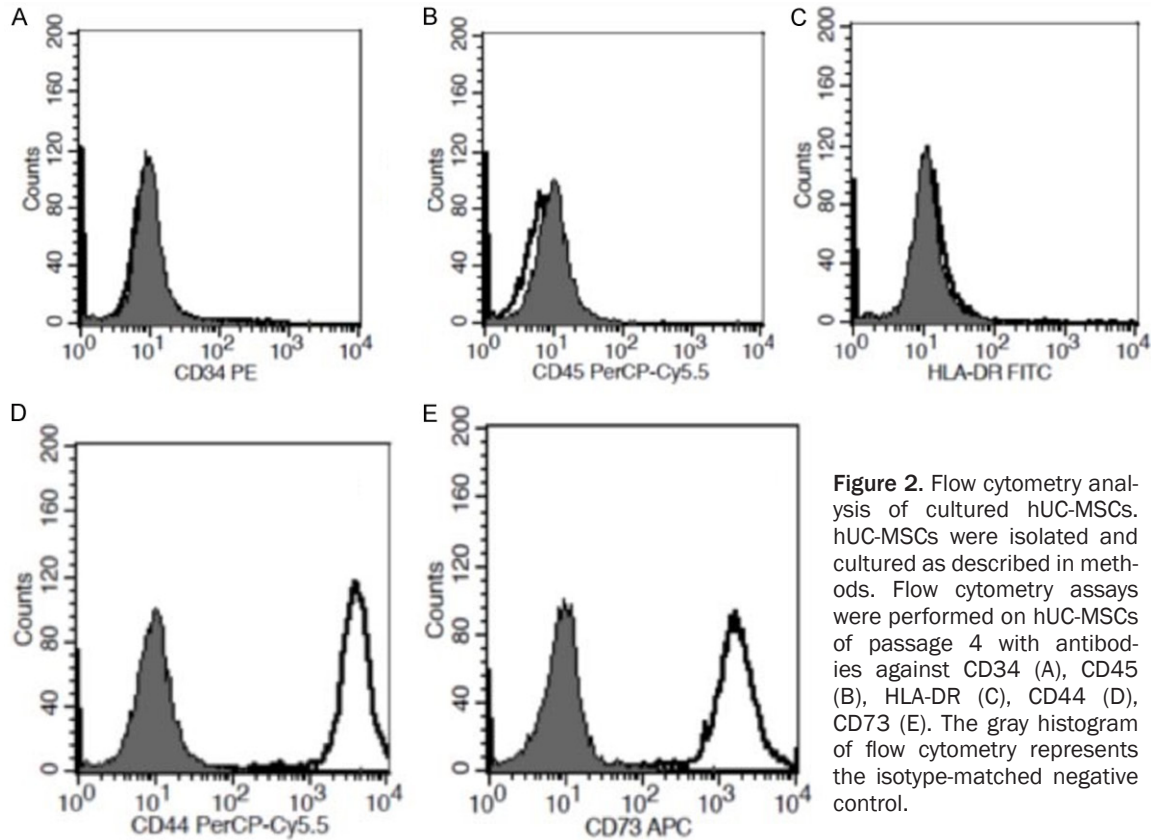 A
B
C
200
160
120
80
40
0
Counts
10^0 10^1 10^2 10^3 10^4
CD34 PE
200
160
120
80
40
0
Counts
10^0 10^1 10^2 10^3 10^4
CD45 PerCP-Cy5.5
200
160
120
80
40
0
Counts
10^0 10^1 10^2 10^3 10^4
HLA-DR FITC
D
E
200
160
120
80
40
0
Counts
10^0 10^1 10^2 10^3 10^4
CD44 PerCP-Cy5.5
200
160
120
80
40
0
Counts
10^0 10^1 10^2 10^3 10^4
CD73 APC
Figure 2. Flow cytometry anal-
ysis of cultured hUC-MSCs.
hUC-MSCs were isolated and
cultured as described in meth-
ods. Flow cytometry assays
were performed on hUC-MSCs
of passage 4 with antibod-
ies against CD34 (A), CD45
(B), HLA-DR (C), CD44 (D),
CD73 (E). The gray histogram
of flow cytometry represents
the isotype-matched negative
control.